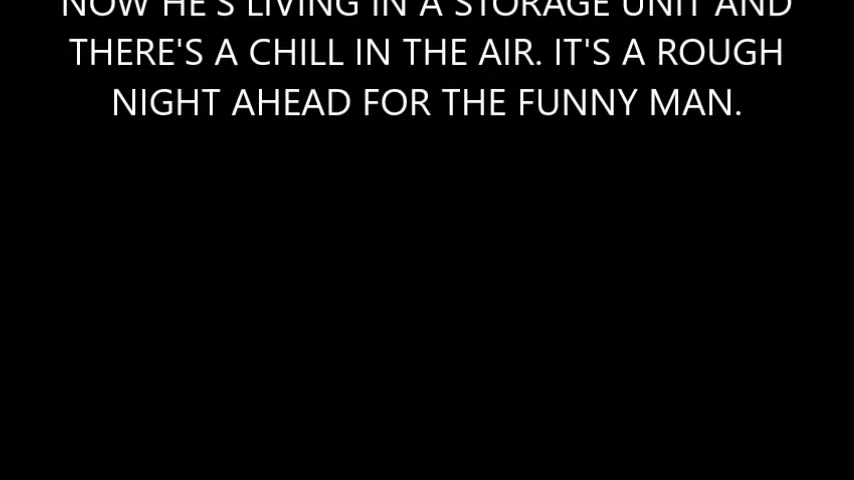 NOW HE'S LIVING IN A STORAGE UNIT AND
THERE'S A CHILL IN THE AIR. IT'S A ROUGH
NIGHT AHEAD FOR THE FUNNY MAN.